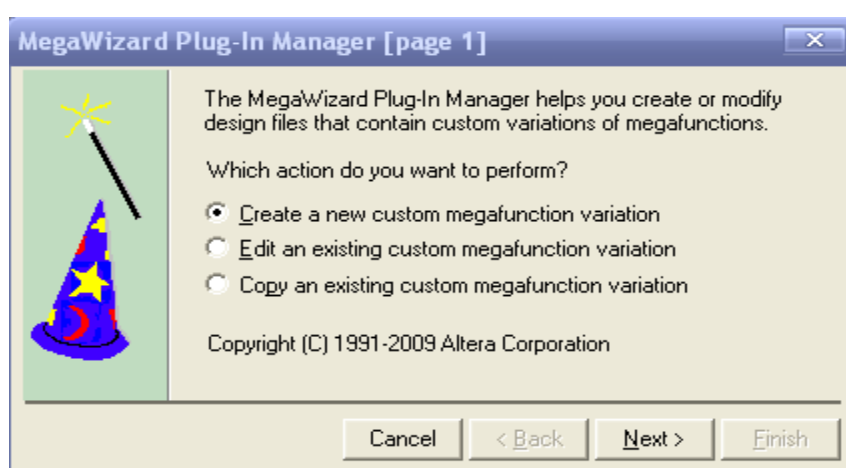 MegaWizard Plug-In Manager [page 1]
The MegaWizard Plug-In Manager helps you create or modify
design files that contain custom variations of megafunctions.
Which action do you want to perform?
Create a new custom megafunction variation
Edit an existing custom megafunction variation
Copy an existing custom megafunction variation
Copyright (C) 1991-2009 Altera Corporation
Cancel < Back Next > Finish